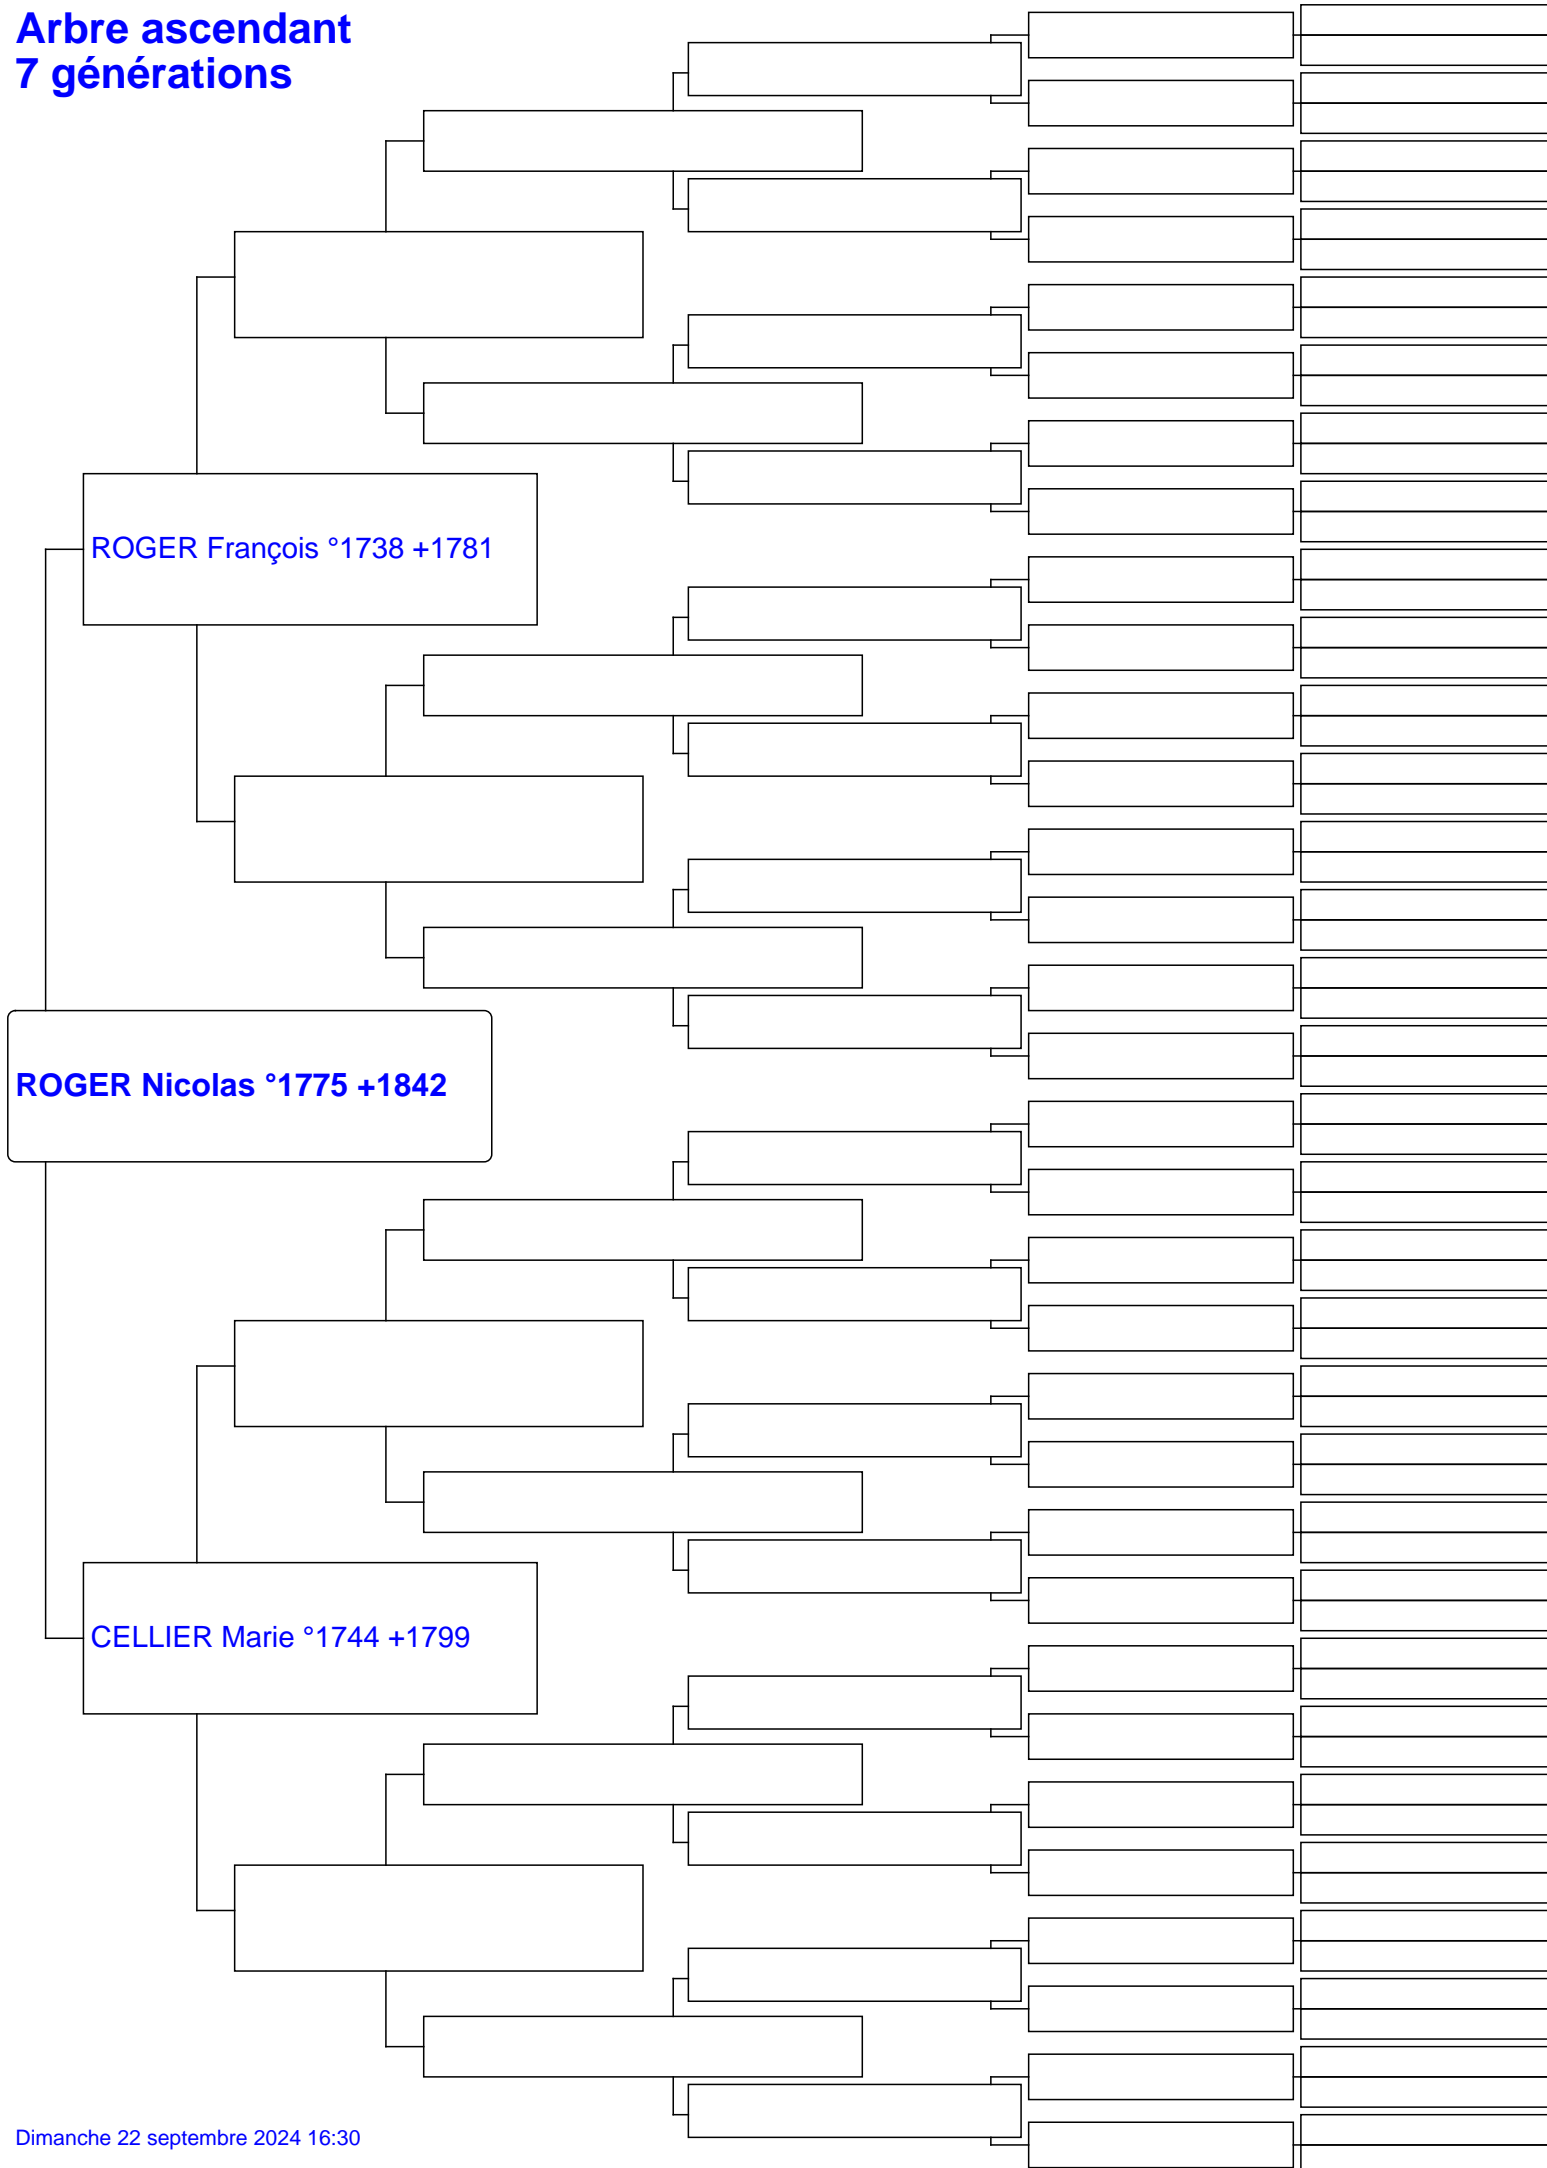 Arbre ascendant
7 générations
ROGER François °1738 +1781
ROGER Nicolas °1775 +1842
CELLIER Marie °1744 +1799
Dimanche 22 septembre 2024 16:30